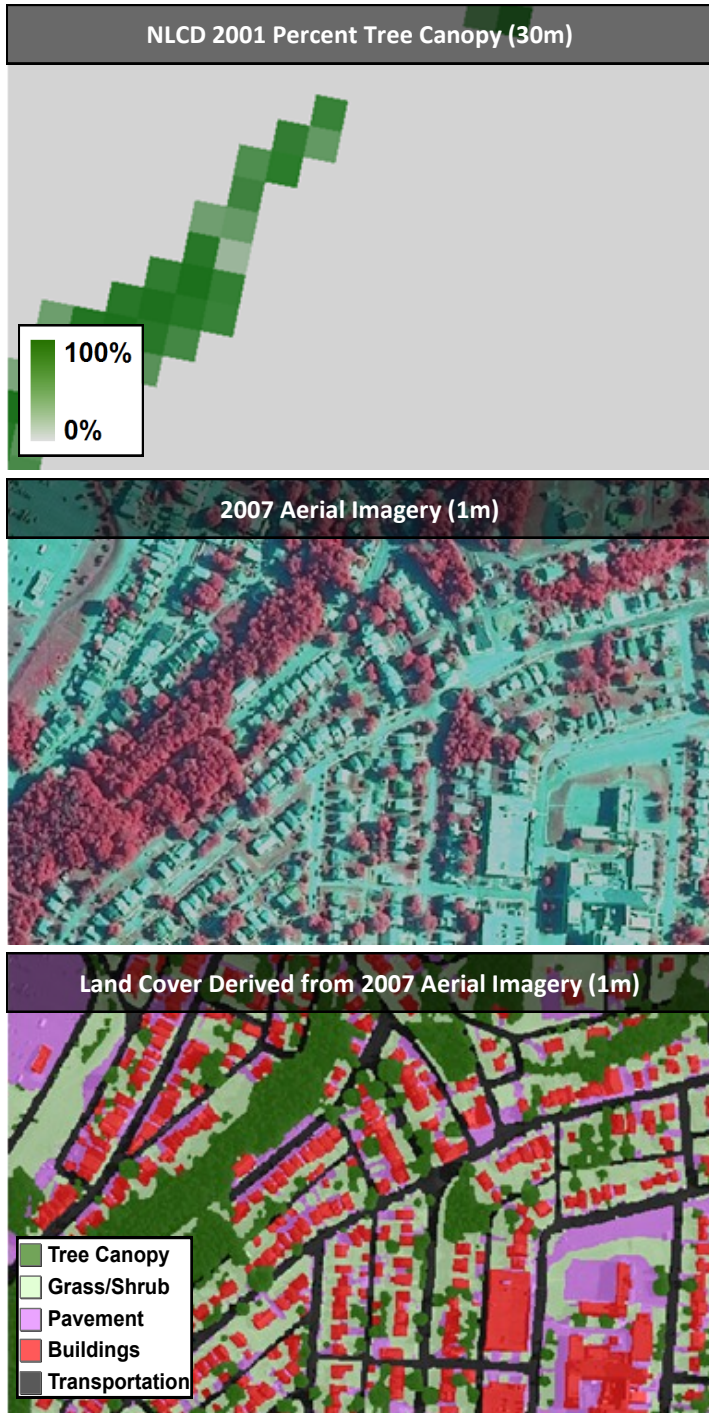 NLCD 2001 Percent Tree Canopy (30m)
100%
0%
2007 Aerial Imagery (1m)
Land Cover Derived from 2007 Aerial Imagery (1m)
Tree Canopy
Grass/Shrub
Pavement
Buildings
Transportation